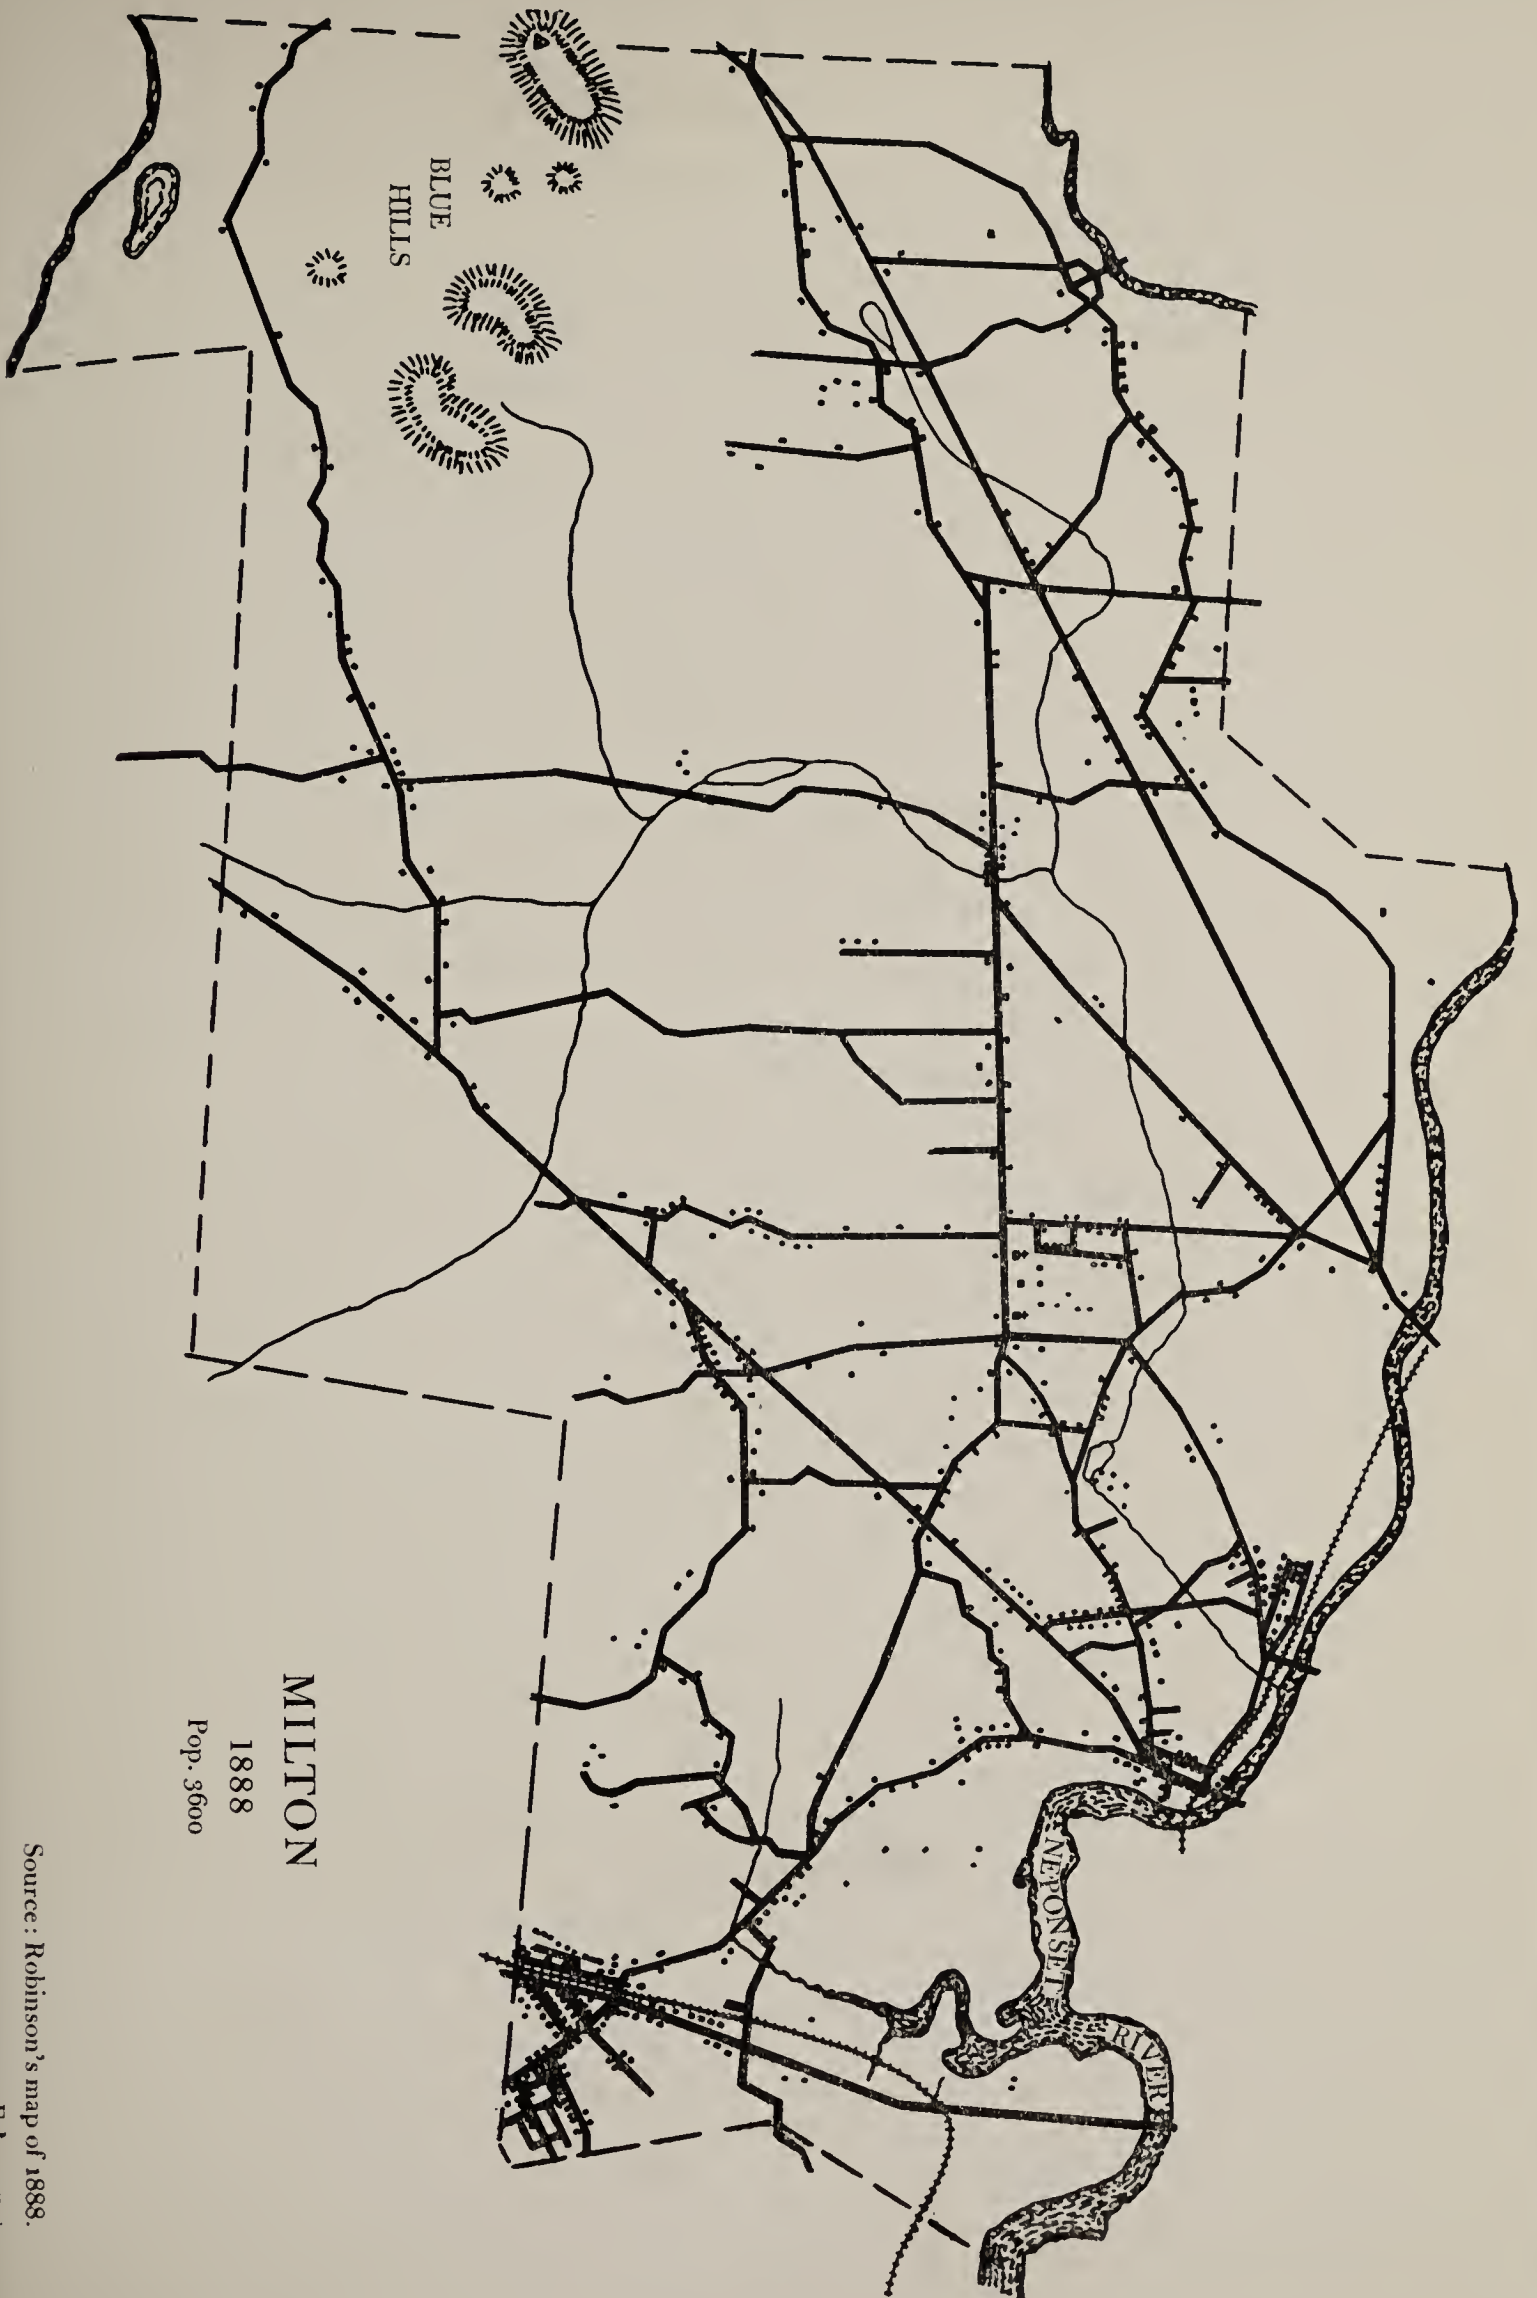 BLUE
HILLS
NEPONSET
RIVER
MILTON
1888
Pop. 3600
Source: Robinson's map of 1888.